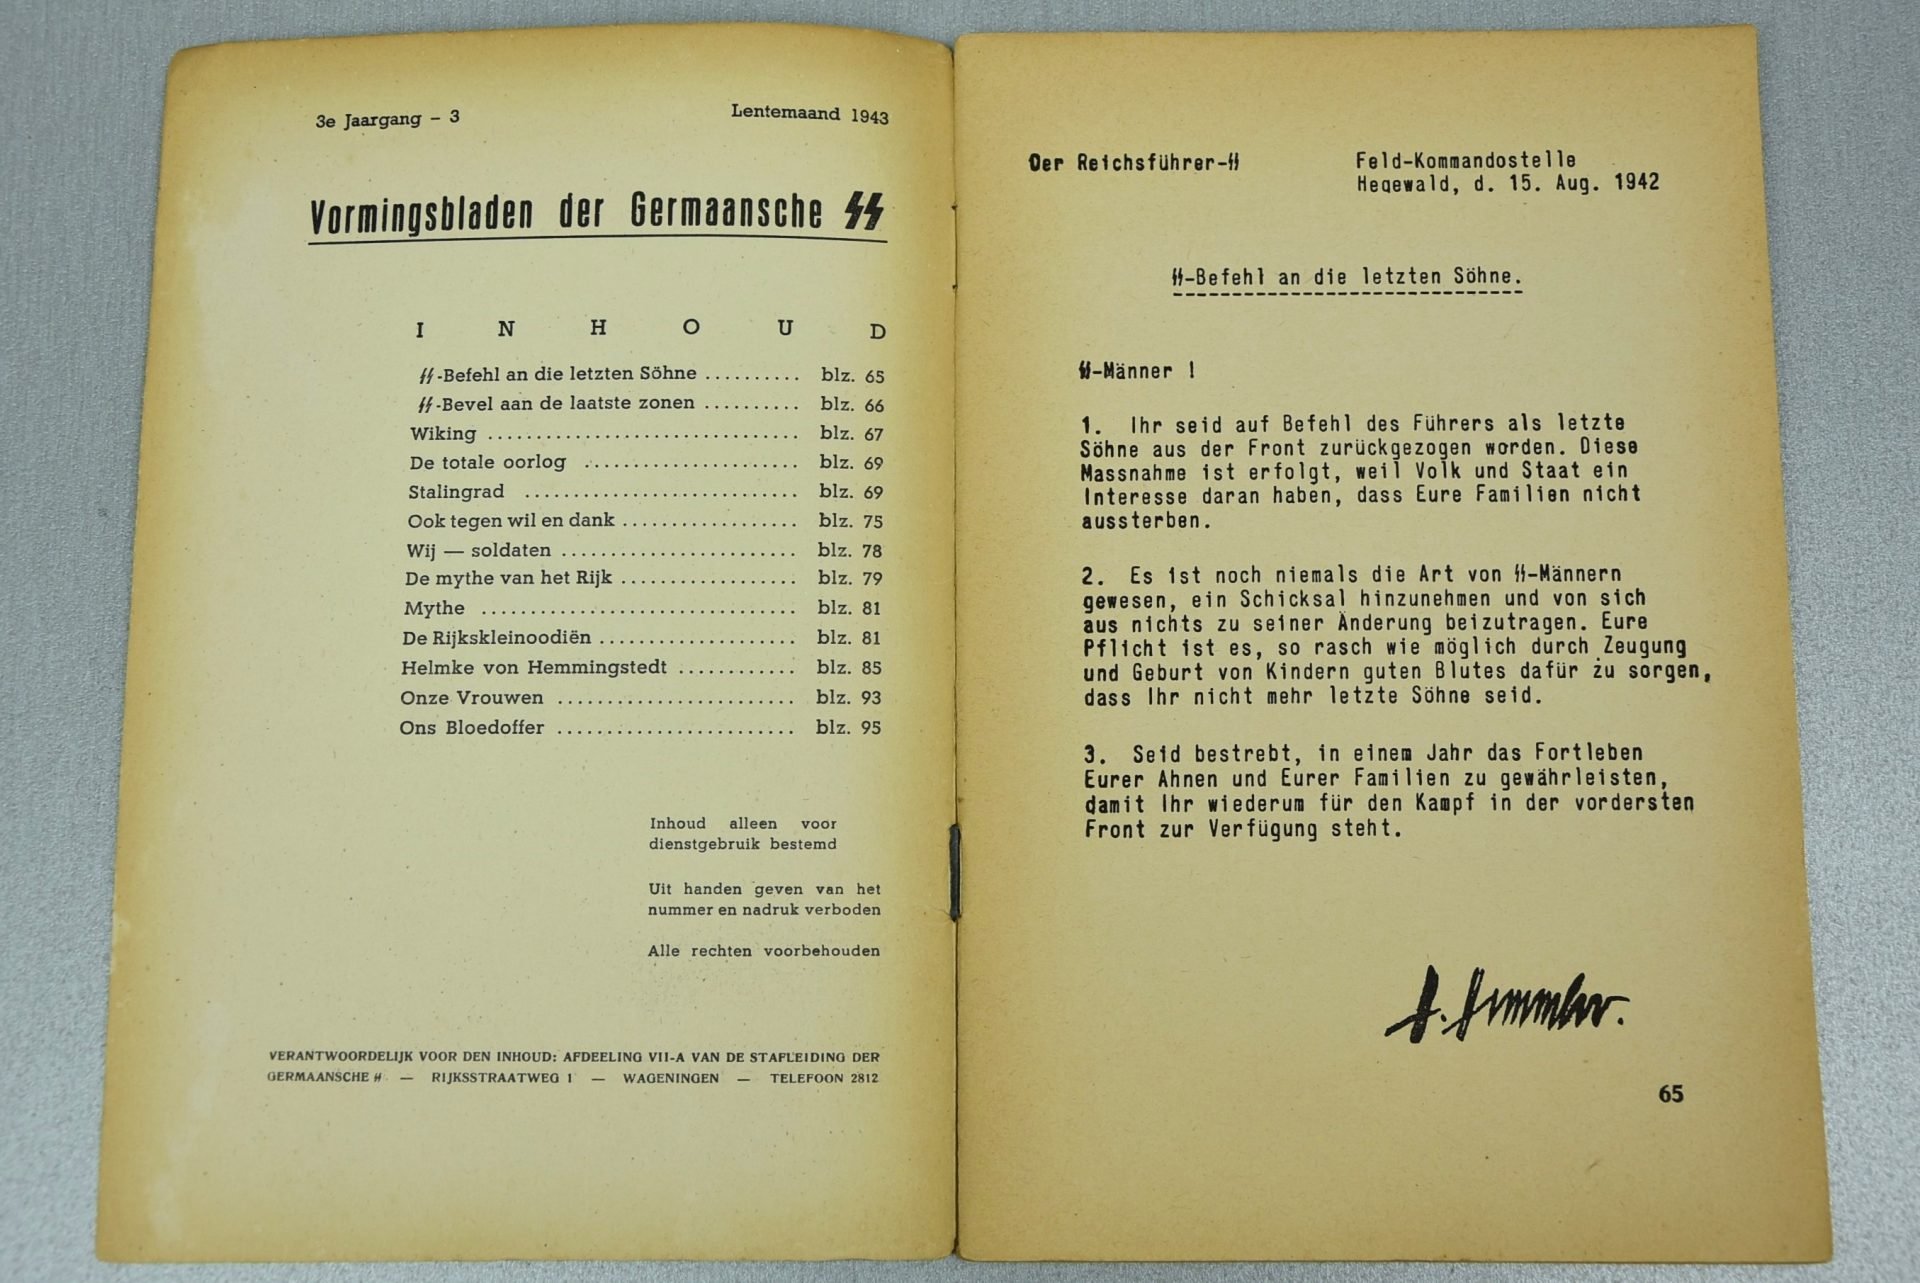 3e Jaargang - 3
Lentemaand 1943
Vormingsbladen der Germaansche ᛋᛋ
INHOUD
ᛋᛋ-Befehl an die letzten Söhne .......... blz. 65
ᛋᛋ-Bevel aan de laatste zonen .......... blz. 66
Wiking ................................ blz. 67
De totale oorlog ...................... blz. 69
Stalingrad ............................ blz. 69
Ook tegen wil en dank .................. blz. 75
Wij — soldaten ........................ blz. 78
De mythe van het Rijk .................. blz. 79
Mythe ................................ blz. 81
De Rijkskleinoodiën .................... blz. 81
Helmke von Hemmingstedt ............ blz. 85
Onze Vrouwen ........................ blz. 93
Ons Bloedoffer ........................ blz. 95
Inhoud alleen voor
dienstgebruik bestemd
Uit handen geven van het
nummer en nadruk verboden
Alle rechten voorbehouden
VERANTWOORDELIJK VOOR DEN INHOUD: AFDEELING VII-A VAN DE STAFLEIDING DER
GERMAANSCHE ᛋᛋ — RIJKSSTRAATWEG 1 — WAGENINGEN — TELEFOON 2812
Der Reichsführer-ᛋᛋ
Feld-Kommandostelle
Hegewald, d. 15. Aug. 1942
ᛋᛋ-Befehl an die letzten Söhne.
ᛋᛋ-Männer !
1. Ihr seid auf Befehl des Führers als letzte
Söhne aus der Front zurückgezogen worden. Diese
Massnahme ist erfolgt, weil Volk und Staat ein
Interesse daran haben, dass Eure Familien nicht
aussterben.
2. Es ist noch niemals die Art von ᛋᛋ-Männern
gewesen, ein Schicksal hinzunehmen und von sich
aus nichts zu seiner Änderung beizutragen. Eure
Pflicht ist es, so rasch wie möglich durch Zeugung
und Geburt von Kindern guten Blutes dafür zu sorgen,
dass Ihr nicht mehr letzte Söhne seid.
3. Seid bestrebt, in einem Jahr das Fortleben
Eurer Ahnen und Eurer Familien zu gewährleisten,
damit Ihr wiederum für den Kampf in der vordersten
Front zur Verfügung steht.
H. Himmler.
65